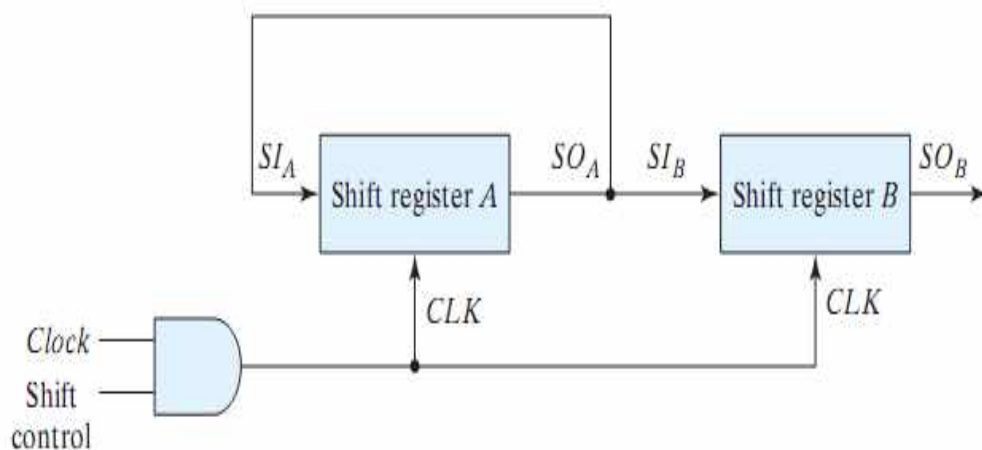 SI_A
Shift register A
SO_A
SI_B
Shift register B
SO_B
CLK
CLK
Clock
Shift
control